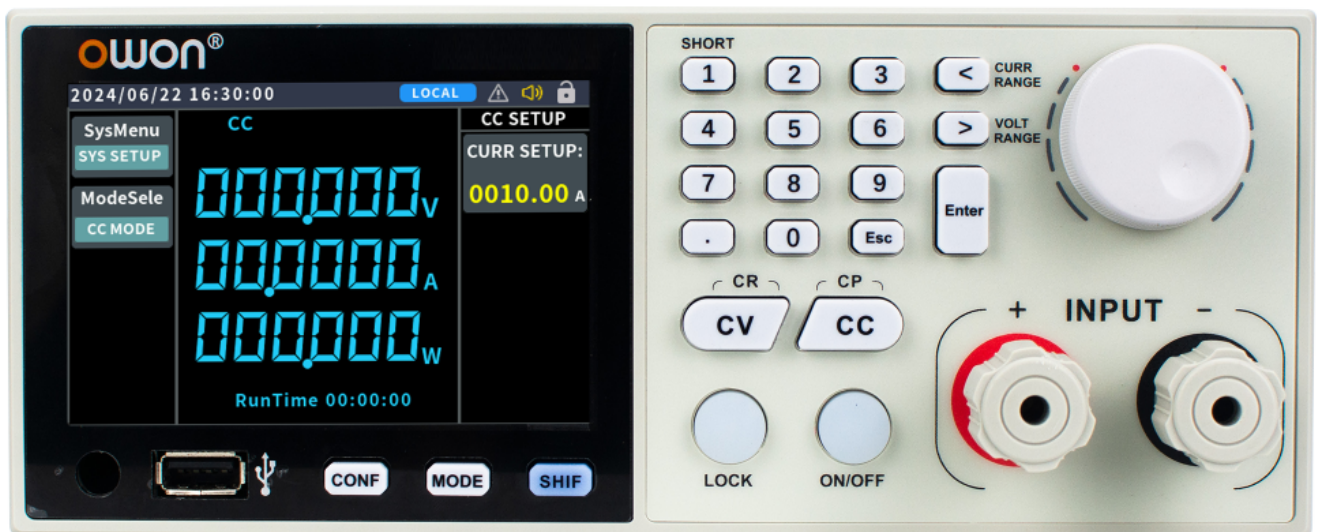 owon®
2024/06/22 16:30:00 LOCAL
SysMenu
SYS SETUP
ModeSele
CC MODE
CC
000.000V
00.0000A
000.000W
RunTime 00:00:00
CC SETUP
CURR SETUP:
0010.00 A
CONF
MODE
SHIF
SHORT
1 2 3 < CURR RANGE
4 5 6 > VOLT RANGE
7 8 9 Enter
. 0 Esc
CR CP
CV CC
LOCK ON/OFF
+ INPUT -